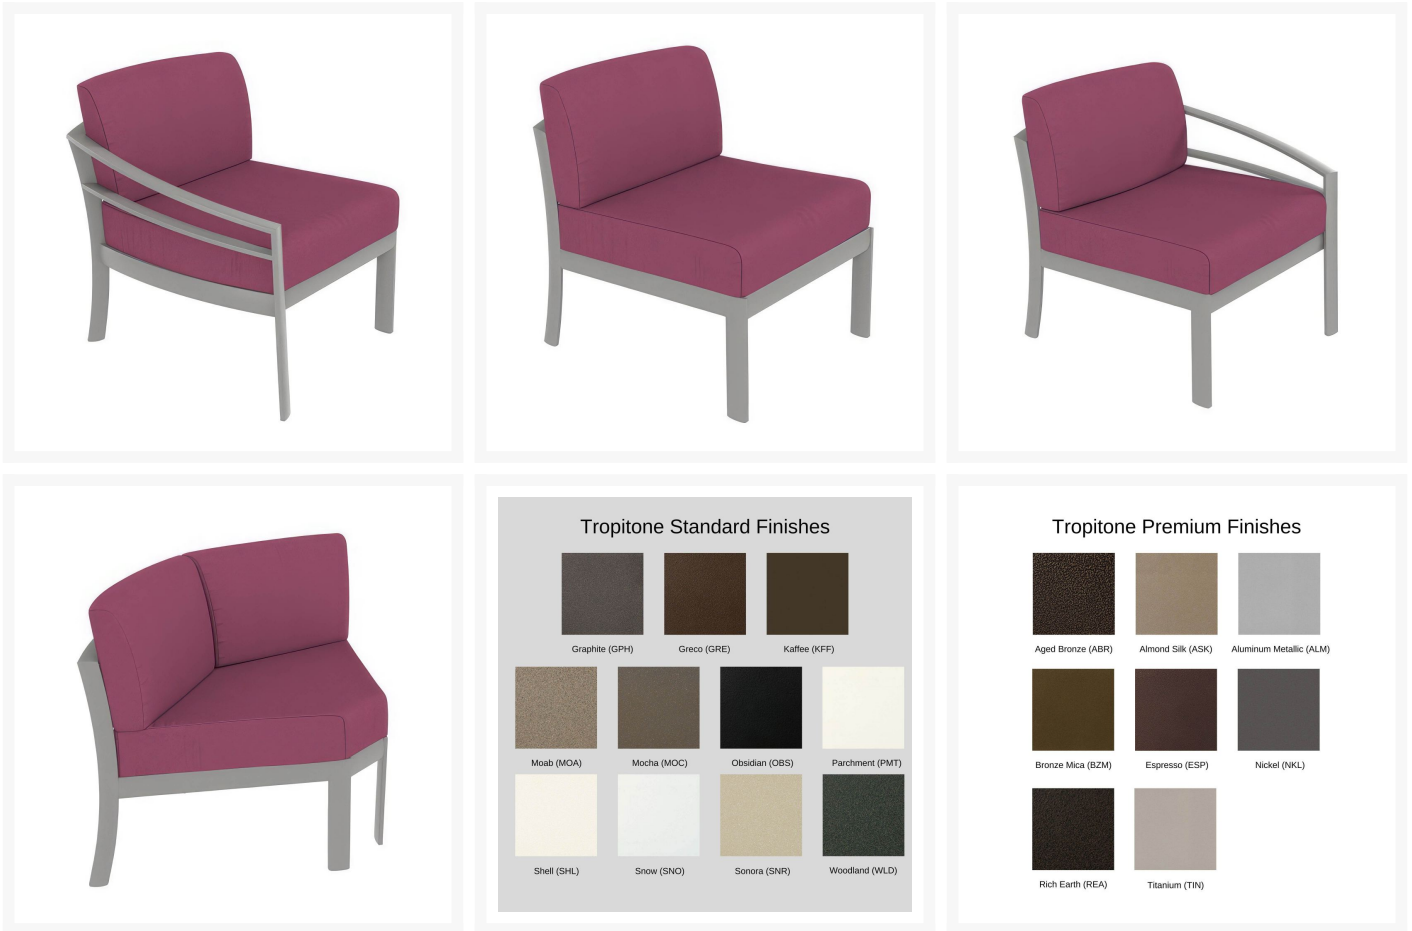 Tropitone Standard Finishes
Graphite (GPH)
Greco (GRE)
Kaffee (KFF)
Moab (MOA)
Mocha (MOC)
Obsidian (OBS)
Parchment (PMT)
Shell (SHL)
Snow (SNO)
Sonora (SNR)
Woodland (WLD)
Tropitone Premium Finishes
Aged Bronze (ABR)
Almond Silk (ASK)
Aluminum Metallic (ALM)
Bronze Mica (BZM)
Espresso (ESP)
Nickel (NKL)
Rich Earth (REA)
Titanium (TIN)